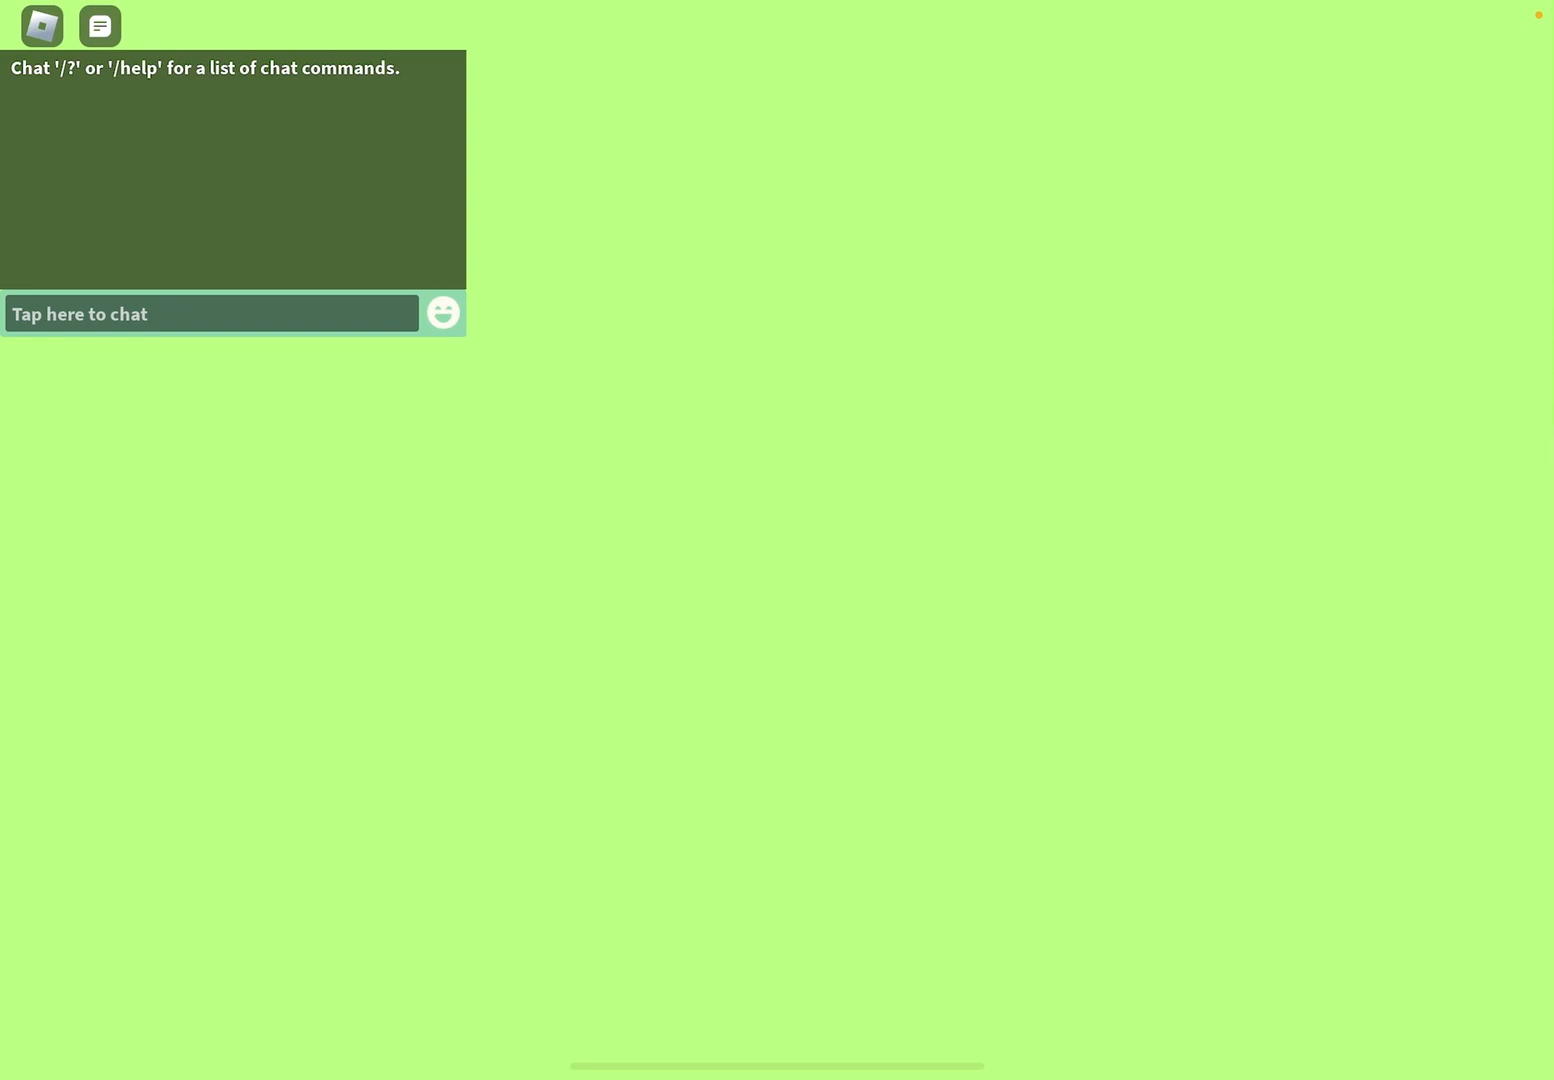 Chat '/?' or '/help' for a list of chat commands.
Tap here to chat